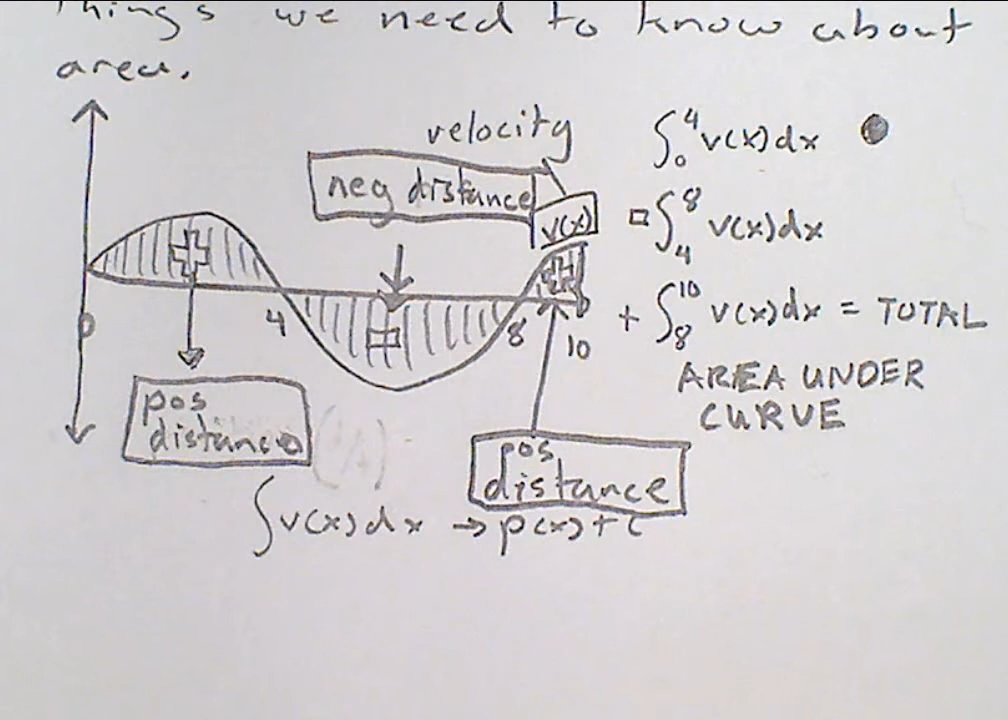 Things we need to know about
area.
velocity
∫₀⁴ v(x)dx
neg distance
v(x)
-∫₄⁸ v(x)dx
+
4
-
8
+
0
10
+ ∫₈¹⁰ v(x)dx = TOTAL
AREA UNDER
CURVE
pos
distance
pos
distance
∫v(x)dx → p(x)+C